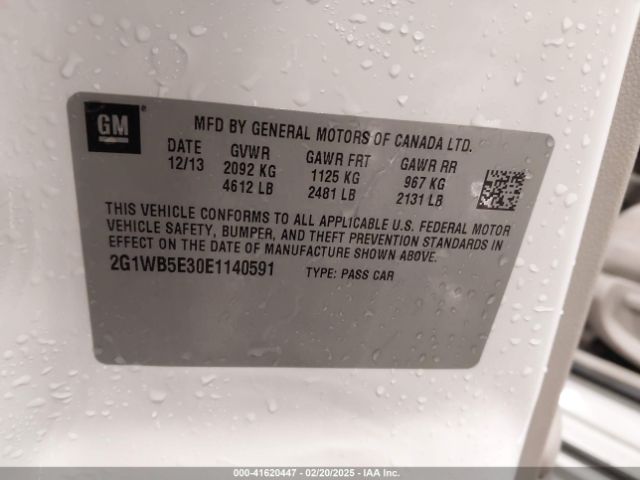 GM
MFD BY GENERAL MOTORS OF CANADA LTD.
DATE GVWR GAWR FRT GAWR RR
12/13 2092 KG 1125 KG 967 KG
4612 LB 2481 LB 2131 LB
THIS VEHICLE CONFORMS TO ALL APPLICABLE U.S. FEDERAL MOTOR
VEHICLE SAFETY, BUMPER, AND THEFT PREVENTION STANDARDS IN
EFFECT ON THE DATE OF MANUFACTURE SHOWN ABOVE.
2G1WB5E30E1140591 TYPE: PASS CAR
000-41620447 - 02/20/2025 - IAA Inc.